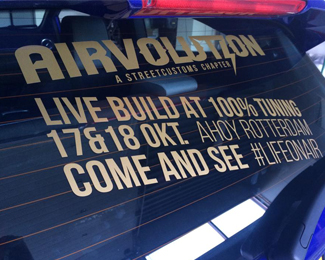 AIRVOLUTION
A STREETCUSTOMS CHAPTER
LIVE BUILD AT 100% TUNING
17&18 OKT. AHOY ROTTERDAM
COME AND SEE #LIFEONAIR